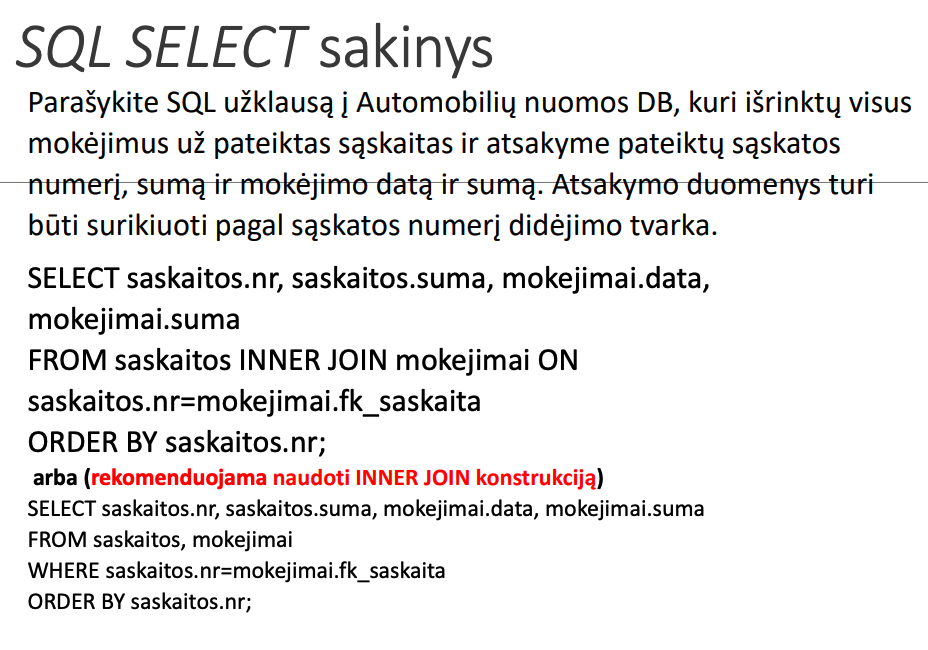 SQL SELECT sakinys
Parašykite SQL užklausą į Automobilių nuomos DB, kuri išrinktų visus
mokėjimus už pateiktas sąskaitas ir atsakyme pateiktų sąskatos
numerį, sumą ir mokėjimo datą ir sumą. Atsakymo duomenys turi
būti surikiuoti pagal sąskatos numerį didėjimo tvarka.
SELECT saskaitos.nr, saskaitos.suma, mokejimai.data,
mokejimai.suma
FROM saskaitos INNER JOIN mokejimai ON
saskaitos.nr=mokejimai.fk_saskaita
ORDER BY saskaitos.nr;
arba (rekomenduojama naudoti INNER JOIN konstrukciją)
SELECT saskaitos.nr, saskaitos.suma, mokejimai.data, mokejimai.suma
FROM saskaitos, mokejimai
WHERE saskaitos.nr=mokejimai.fk_saskaita
ORDER BY saskaitos.nr;